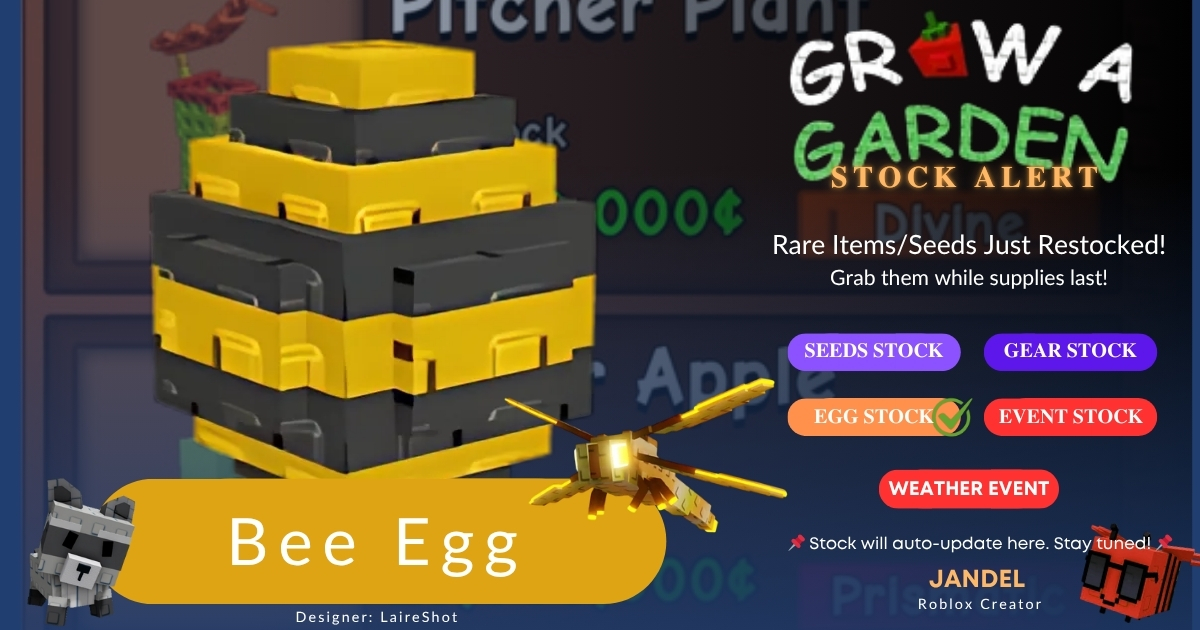 Pitcher Plant
GROW A
GARDEN
STOCK ALERT
ock
000¢
Divine
Rare Items/Seeds Just Restocked!
Grab them while supplies last!
SEEDS STOCK
GEAR STOCK
r Apple
EGG STOCK
EVENT STOCK
WEATHER EVENT
Bee Egg
📌 Stock will auto-update here. Stay tuned! 📌
JANDEL
Roblox Creator
Designer: LaireShot